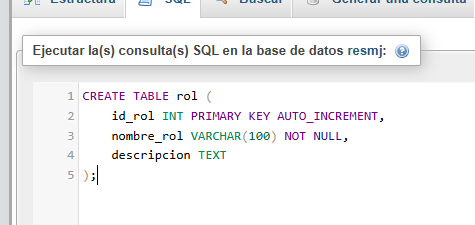 Estructura SQL Buscar Generar una consulta
Ejecutar la(s) consulta(s) SQL en la base de datos resmj:
1 CREATE TABLE rol (
2 id_rol INT PRIMARY KEY AUTO_INCREMENT,
3 nombre_rol VARCHAR(100) NOT NULL,
4 descripcion TEXT
5 );